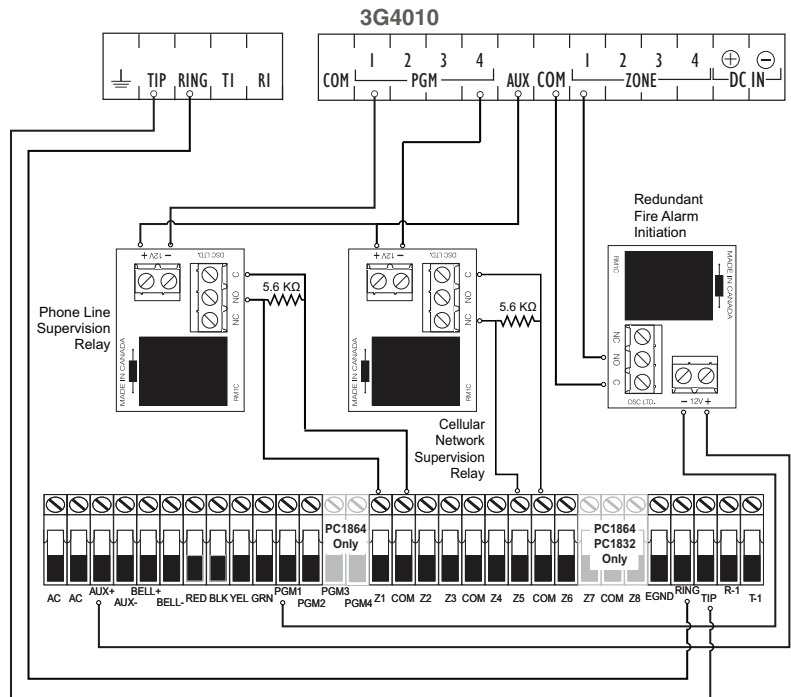 3G4010
TIP RING T1 R1
COM 1 2 3 4 AUX COM 1 2 3 4 + −
PGM ZONE DC IN
Redundant
Fire Alarm
Initiation
+ 12V −
DSC LTD.
C
NO
NC
MADE IN CANADA
RM1C
5.6 KΩ
Phone Line
Supervision
Relay
+ 12V −
DSC LTD.
C
NO
NC
MADE IN CANADA
RM1C
5.6 KΩ
Cellular
Network
Supervision
Relay
RM1C
MADE IN CANADA
NC
NO
C
DSC LTD.
− 12V +
PC1864
Only
PC1864
PC1832
Only
AC AC AUX+ AUX- BELL+ BELL- RED BLK YEL GRN PGM1 PGM2 PGM3 PGM4 Z1 COM Z2 Z3 COM Z4 Z5 COM Z6 Z7 COM Z8 EGND RING TIP R-1 T-1